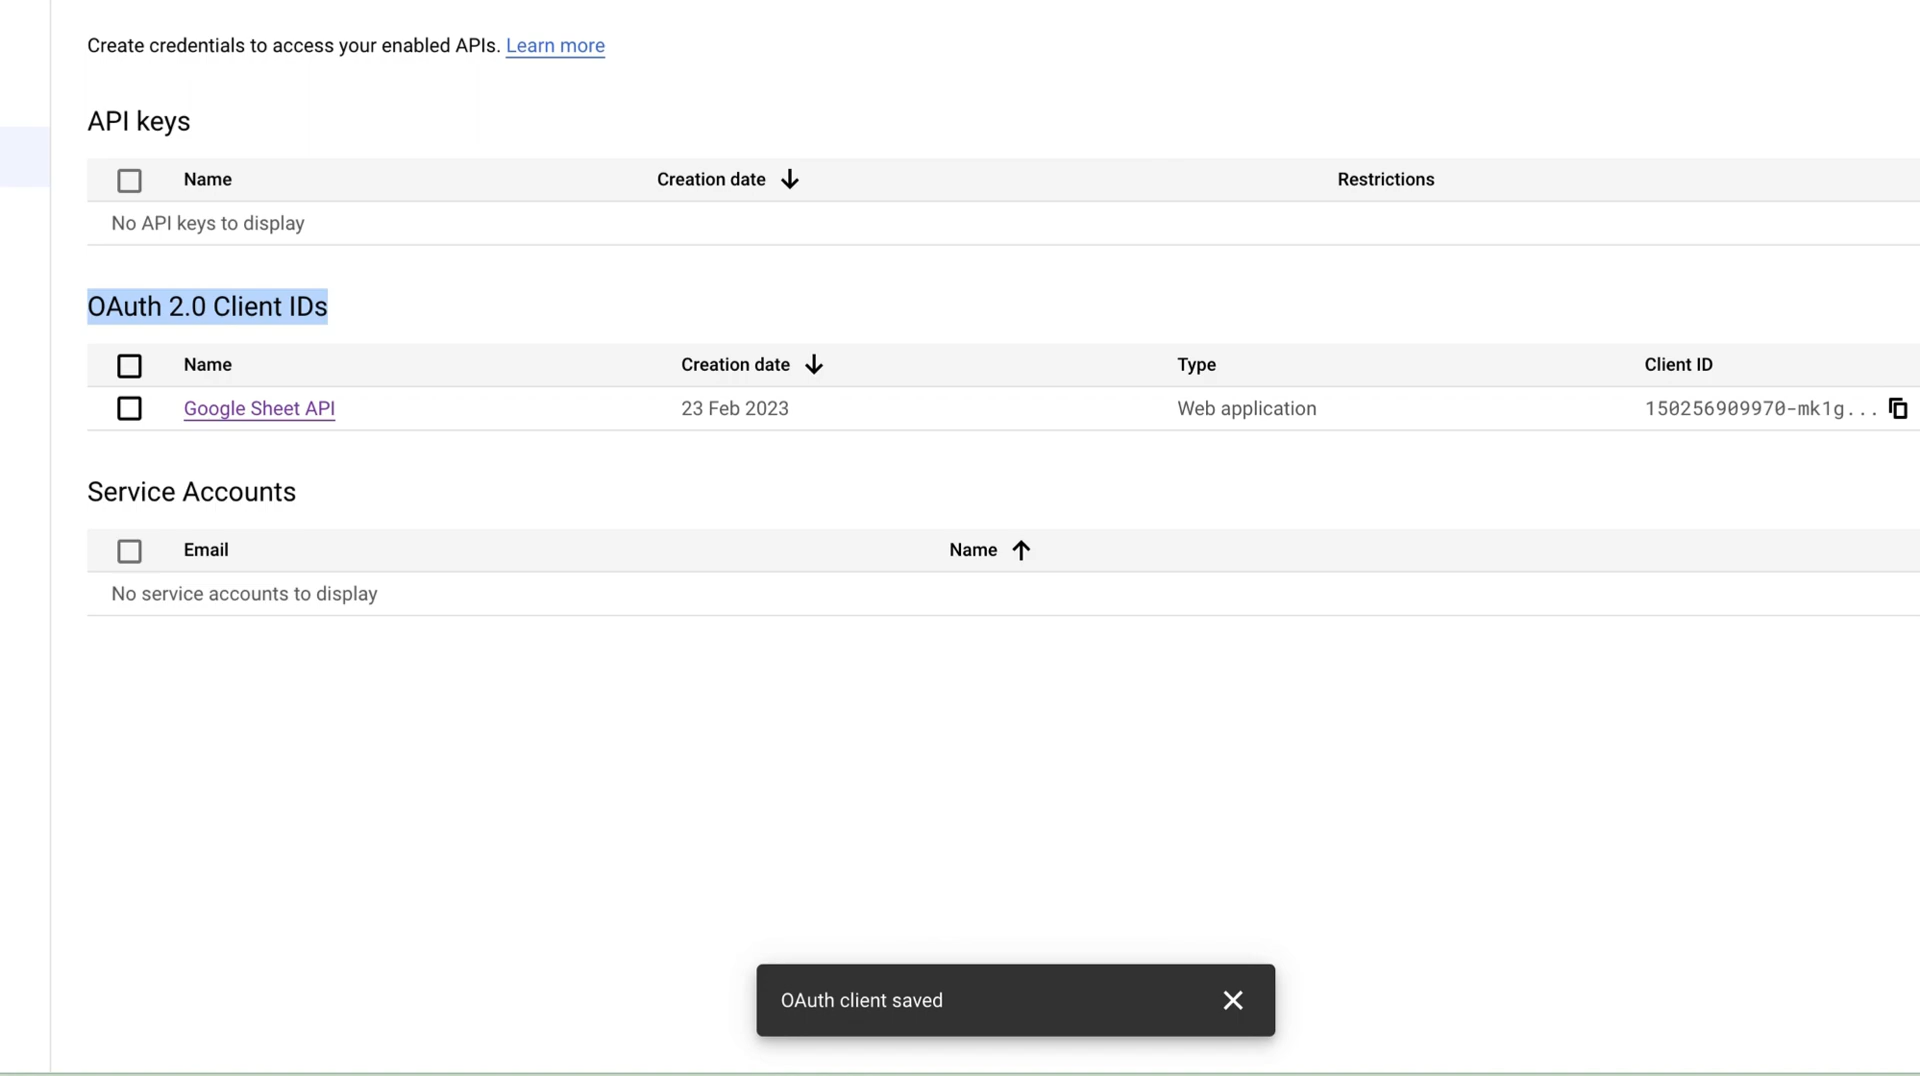 Create credentials to access your enabled APIs. Learn more
API keys
Name Creation date Restrictions
No API keys to display
OAuth 2.0 Client IDs
Name Creation date Type Client ID
Google Sheet API 23 Feb 2023 Web application 150256909970-mk1g...
Service Accounts
Email Name
No service accounts to display
OAuth client saved